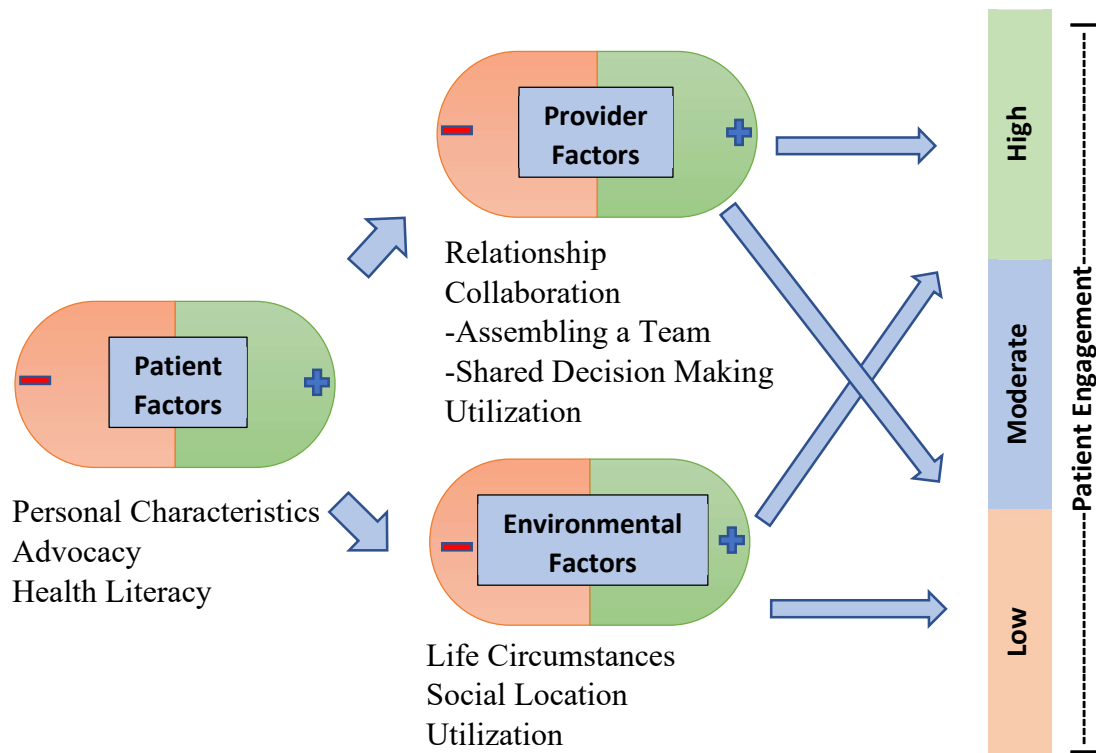 Provider
Factors
Relationship
Collaboration
-Assembling a Team
-Shared Decision Making
Utilization
Patient
Factors
Personal Characteristics
Advocacy
Health Literacy
Environmental
Factors
Life Circumstances
Social Location
Utilization
High
Moderate
Low
Patient Engagement